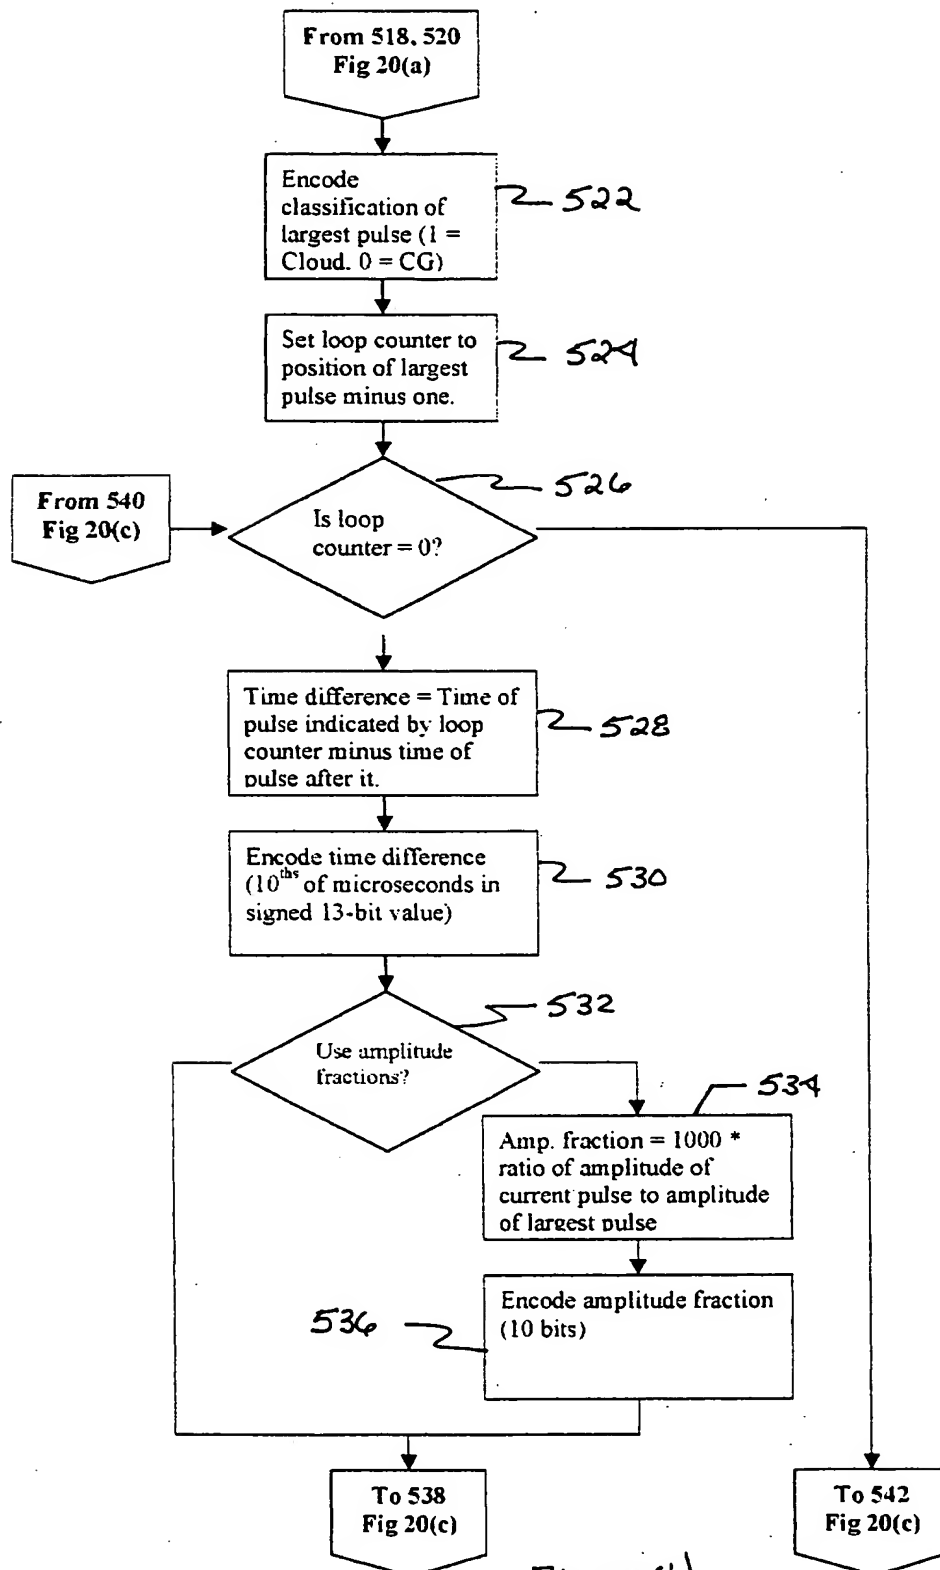 From 518, 520
Fig 20(a)
Encode
classification of
largest pulse (1 =
Cloud. 0 = CG)
522
Set loop counter to
position of largest
pulse minus one.
524
526
From 540
Fig 20(c)
Is loop
counter = 0?
Time difference = Time of
pulse indicated by loop
counter minus time of
pulse after it.
528
Encode time difference
(10ths of microseconds in
signed 13-bit value)
530
532
Use amplitude
fractions?
534
Amp. fraction = 1000 *
ratio of amplitude of
current pulse to amplitude
of largest pulse
Encode amplitude fraction
(10 bits)
536
To 538
Fig 20(c)
To 542
Fig 20(c)